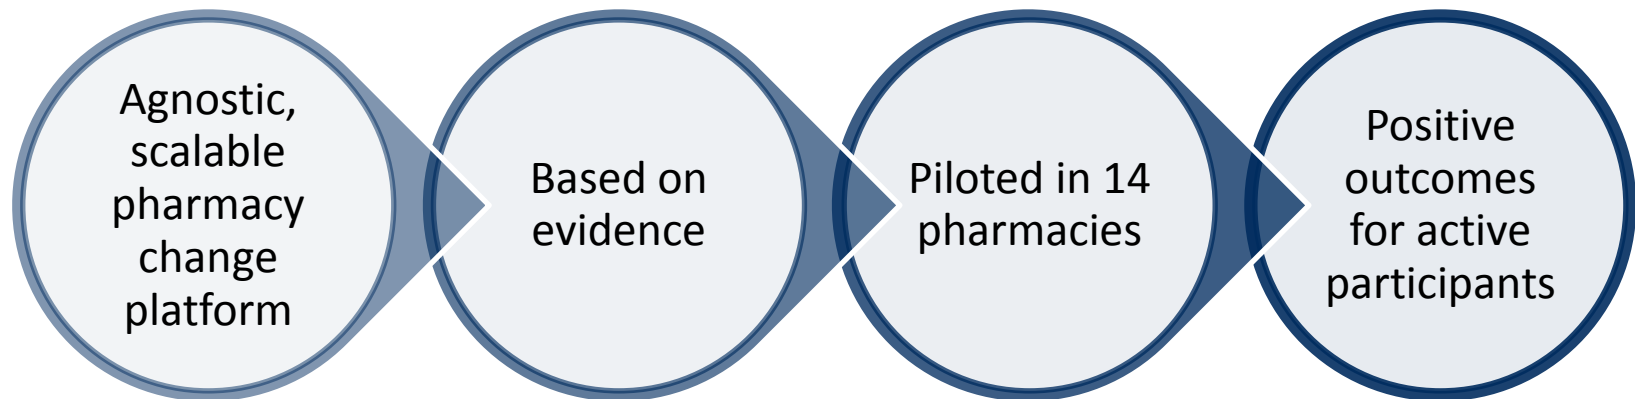 Agnostic,
scalable
pharmacy
change
platform
Based on
evidence
Piloted in 14
pharmacies
Positive
outcomes
for active
participants